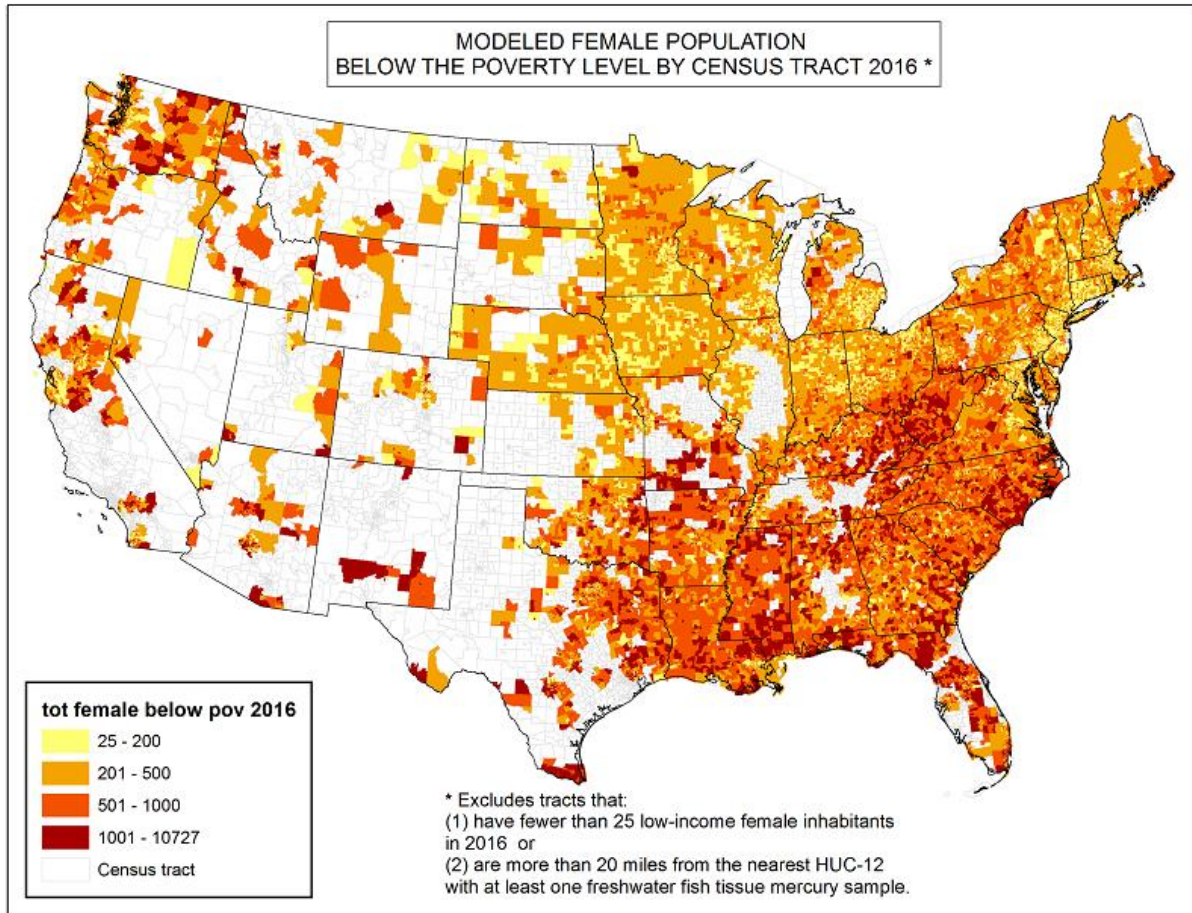 MODELED FEMALE POPULATION
BELOW THE POVERTY LEVEL BY CENSUS TRACT 2016 *
tot female below pov 2016
25 - 200
201 - 500
501 - 1000
1001 - 10727
Census tract
* Excludes tracts that:
(1) have fewer than 25 low-income female inhabitants
in 2016 or
(2) are more than 20 miles from the nearest HUC-12
with at least one freshwater fish tissue mercury sample.